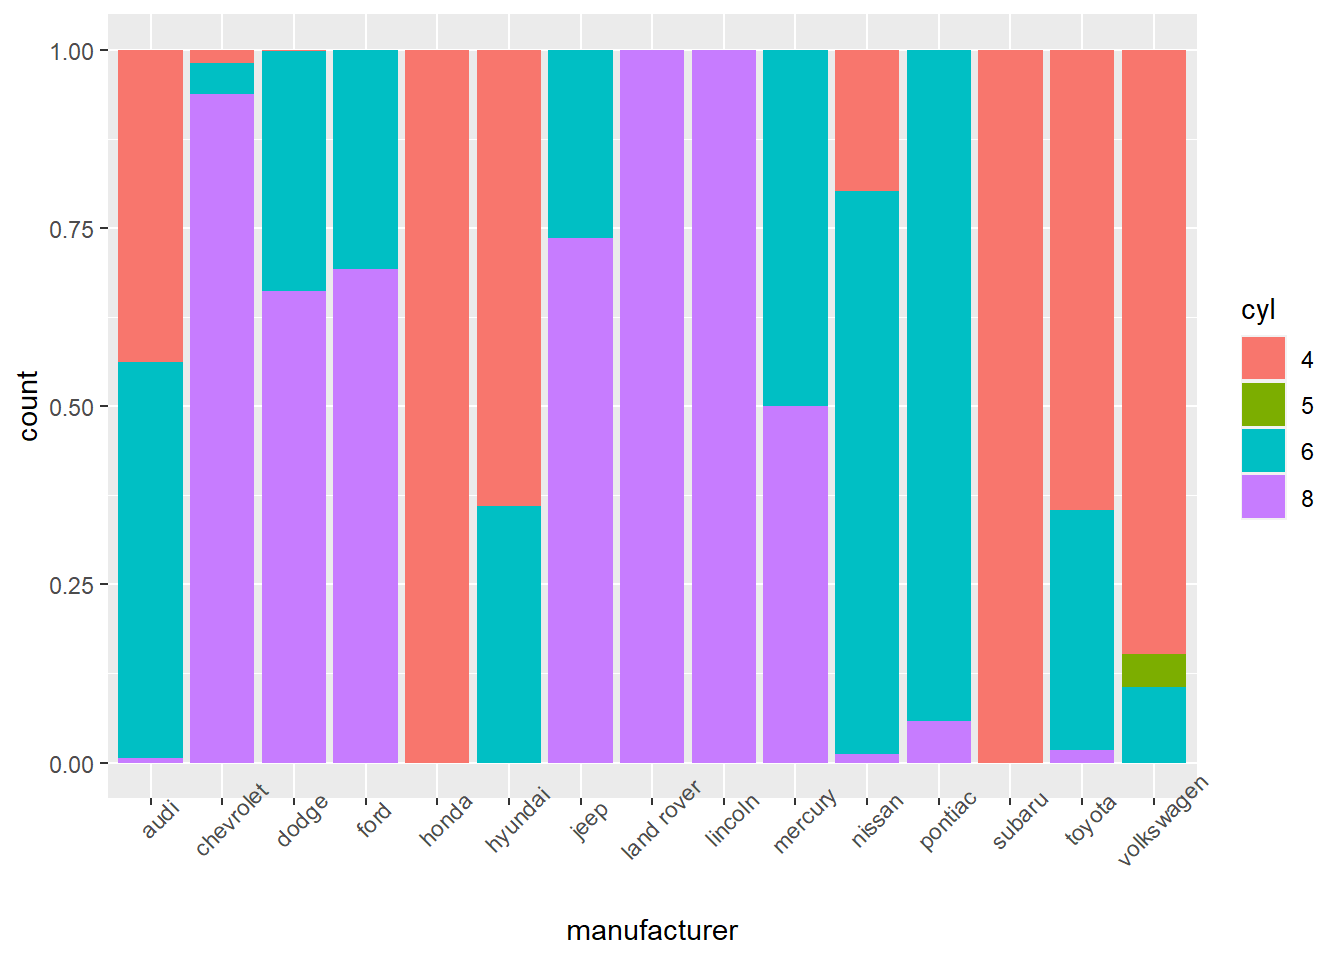 1.00
0.75
0.50
0.25
0.00
count
audi
chevrolet
dodge
ford
honda
hyundai
jeep
land rover
lincoln
mercury
nissan
pontiac
subaru
toyota
volkswagen
manufacturer
cyl
4
5
6
8